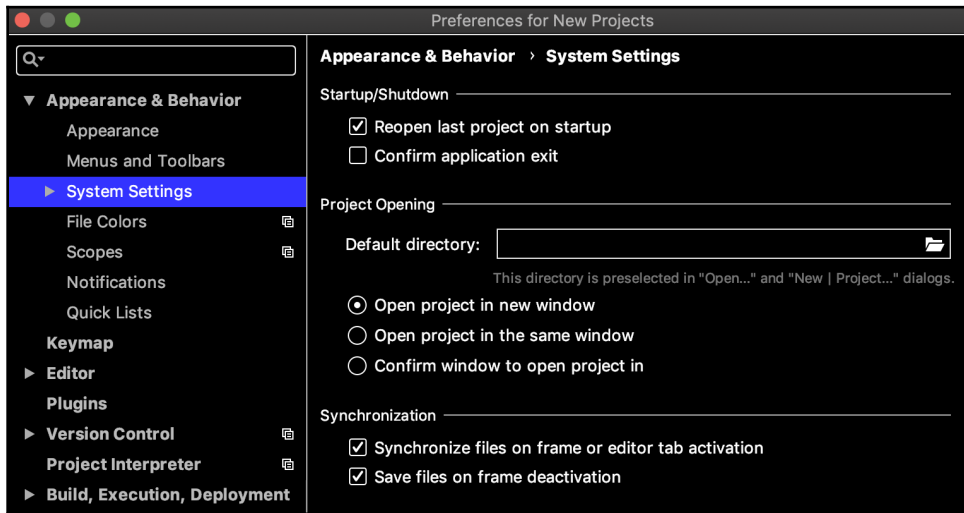 Preferences for New Projects
Appearance & Behavior
Appearance
Menus and Toolbars
System Settings
File Colors
Scopes
Notifications
Quick Lists
Keymap
Editor
Plugins
Version Control
Project Interpreter
Build, Execution, Deployment
Appearance & Behavior › System Settings
Startup/Shutdown
Reopen last project on startup
Confirm application exit
Project Opening
Default directory:
This directory is preselected in "Open..." and "New | Project..." dialogs.
Open project in new window
Open project in the same window
Confirm window to open project in
Synchronization
Synchronize files on frame or editor tab activation
Save files on frame deactivation